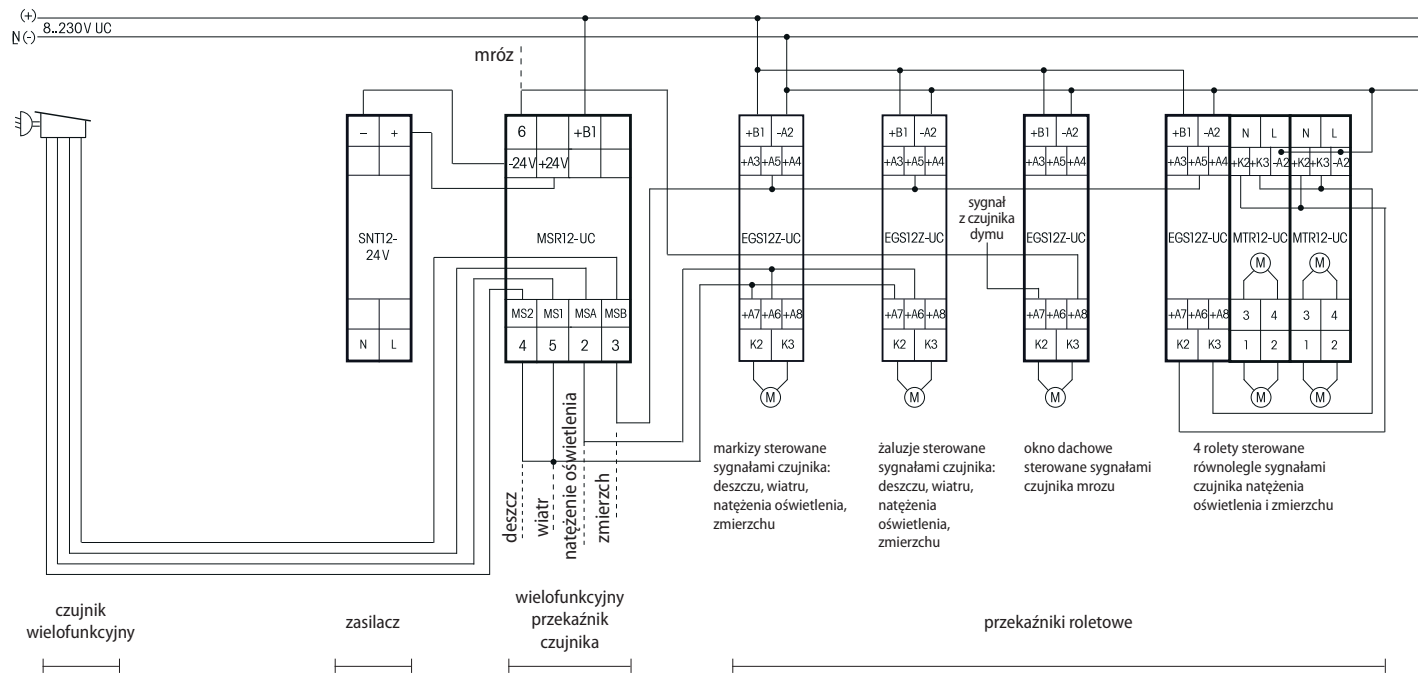 (+)
N(-) 8..230V UC
mróz
- +
6 +B1
-24V +24V
SNT12-
24V
MSR12-UC
MS2 MS1 MSA MSB
4 5 2 3
N L
+B1 -A2
+A3 +A5 +A4
EGS12Z-UC
+A7 +A6 +A8
K2 K3
M
+B1 -A2
+A3 +A5 +A4
EGS12Z-UC
+A7 +A6 +A8
K2 K3
M
sygnał
z czujnika
dymu
+B1 -A2
+A3 +A5 +A4
EGS12Z-UC
+A7 +A6 +A8
K2 K3
M
+B1 -A2
+A3 +A5 +A4
EGS12Z-UC
+A7 +A6 +A8
K2 K3
N L
+K2 +K3 -A2
MTR12-UC
M
3 4
1 2
M
N L
+K2 +K3 -A2
MTR12-UC
M
3 4
1 2
M
deszcz
wiatr
natężenie oświetlenia
zmierzch
markizy sterowane
sygnałami czujnika:
deszczu, wiatru,
natężenia oświetlenia,
zmierzchu
żaluzje sterowane
sygnałami czujnika:
deszczu, wiatru,
natężenia
oświetlenia,
zmierzchu
okno dachowe
sterowane sygnałami
czujnika mrozu
4 rolety sterowane
równolegle sygnałami
czujnika natężenia
oświetlenia i zmierzchu
czujnik
wielofunkcyjny
zasilacz
wielofunkcyjny
przekaźnik
czujnika
przekaźniki roletowe